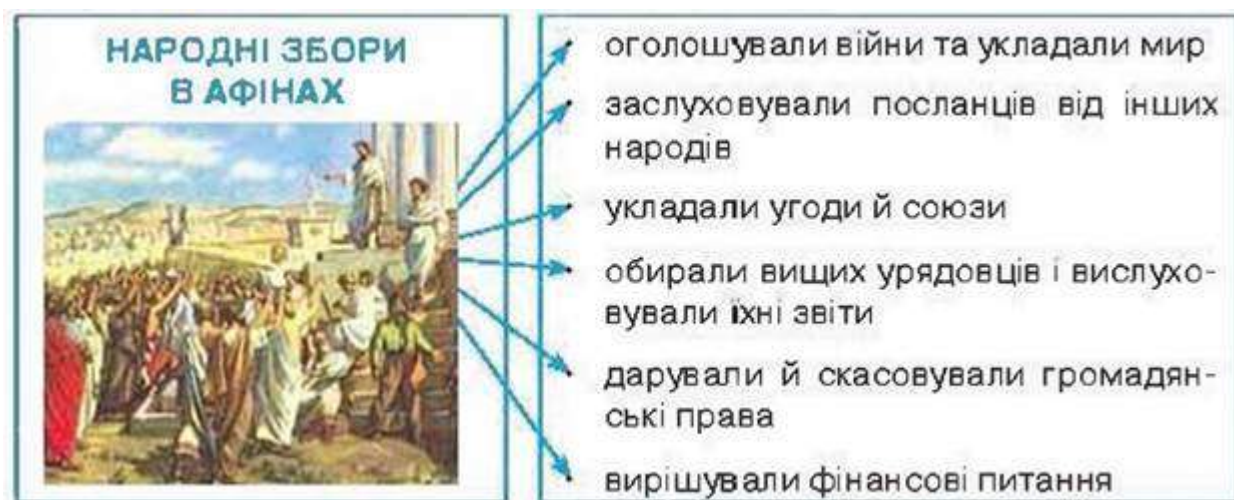 НАРОДНІ ЗБОРИ
В АФІНАХ
оголошували війни та укладали мир
заслуховували посланців від інших
народів
укладали угоди й союзи
обирали вищих урядовців і вислухо-
вували їхні звіти
дарували й скасовували громадян-
ські права
вирішували фінансові питання